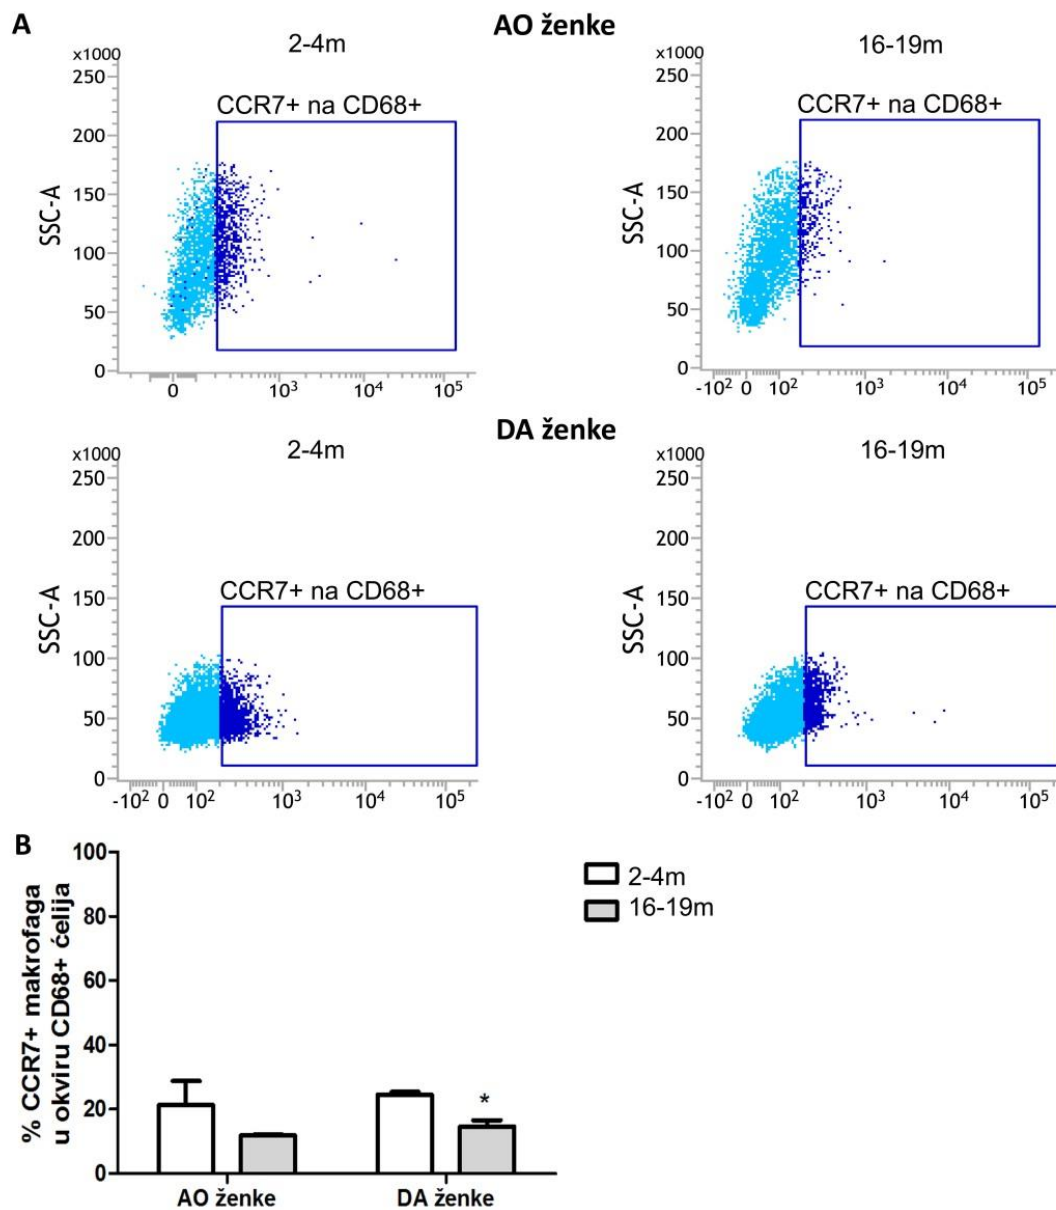 A
AO ženke
2-4m
x1000
250
200
150
100
50
0
SSC-A
CCR7+ na CD68+
0 10³ 10⁴ 10⁵
16-19m
x1000
250
200
150
100
50
0
SSC-A
CCR7+ na CD68+
-10² 0 10² 10³ 10⁴ 10⁵
DA ženke
2-4m
x1000
250
200
150
100
50
0
SSC-A
CCR7+ na CD68+
-10² 0 10² 10³ 10⁴ 10⁵
16-19m
x1000
250
200
150
100
50
0
SSC-A
CCR7+ na CD68+
-10² 0 10² 10³ 10⁴ 10⁵
B
% CCR7+ makrofaga
u okviru CD68+ ćelija
100
80
60
40
20
0
*
AO ženke DA ženke
2-4m
16-19m